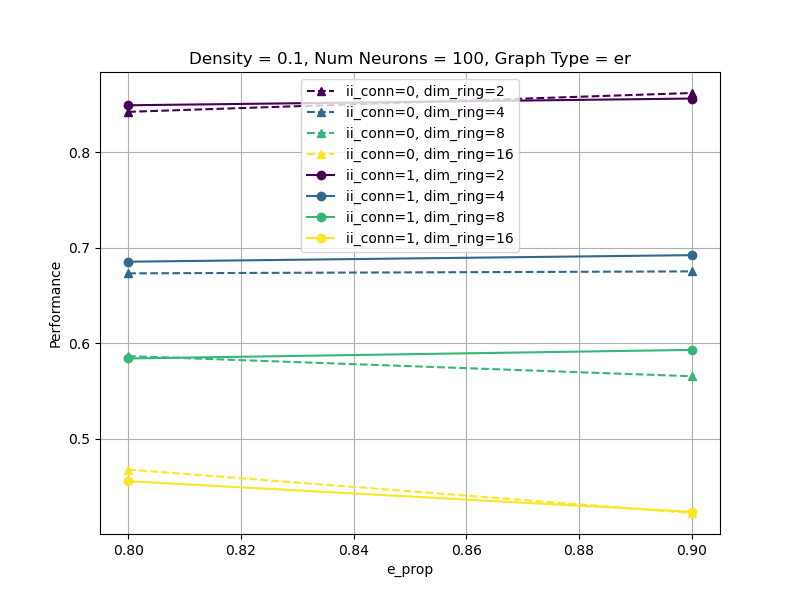 Density = 0.1, Num Neurons = 100, Graph Type = er
ii_conn=0, dim_ring=2
ii_conn=0, dim_ring=4
ii_conn=0, dim_ring=8
ii_conn=0, dim_ring=16
ii_conn=1, dim_ring=2
ii_conn=1, dim_ring=4
ii_conn=1, dim_ring=8
ii_conn=1, dim_ring=16
Performance
0.8
0.7
0.6
0.5
0.80 0.82 0.84 0.86 0.88 0.90
e_prop